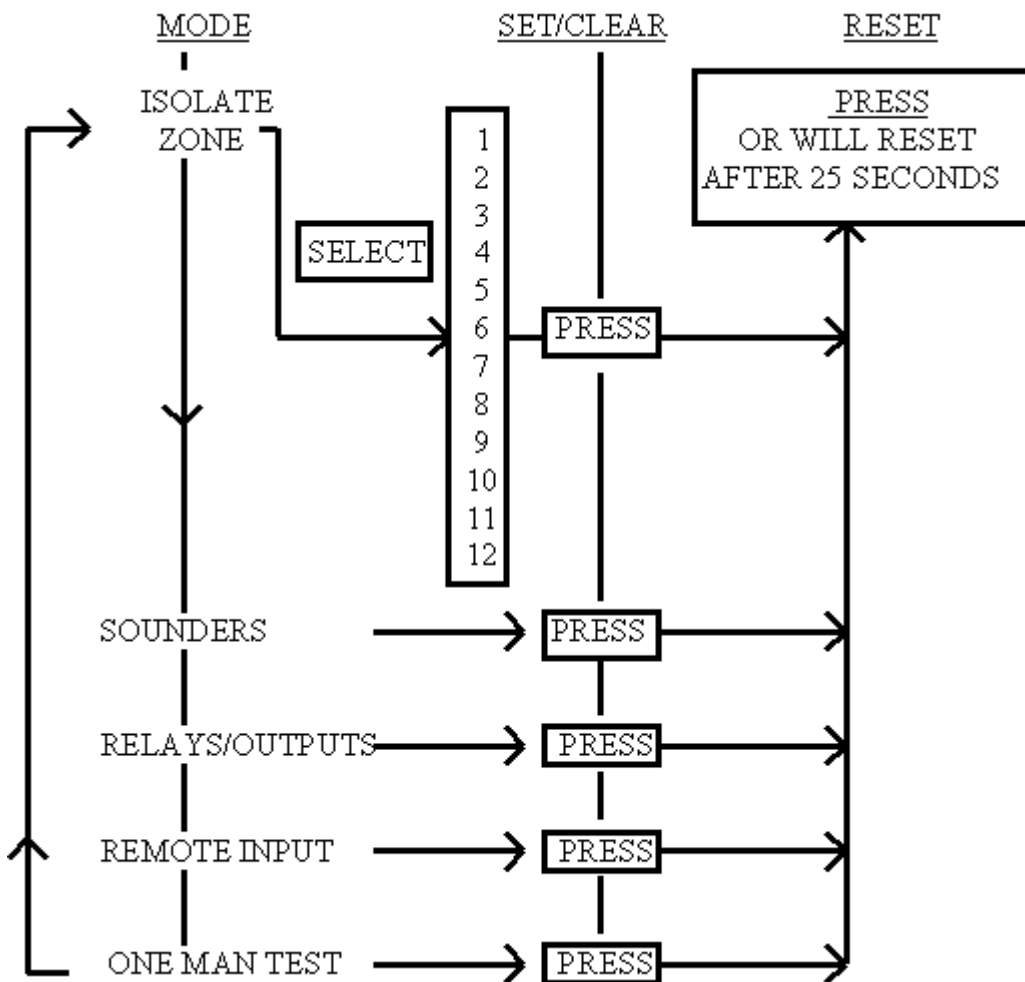 MODE
SET/CLEAR
RESET
ISOLATE
ZONE
SELECT
1
2
3
4
5
6
7
8
9
10
11
12
PRESS
PRESS
OR WILL RESET
AFTER 25 SECONDS
SOUNDERS
PRESS
RELAYS/OUTPUTS
PRESS
REMOTE INPUT
PRESS
ONE MAN TEST
PRESS